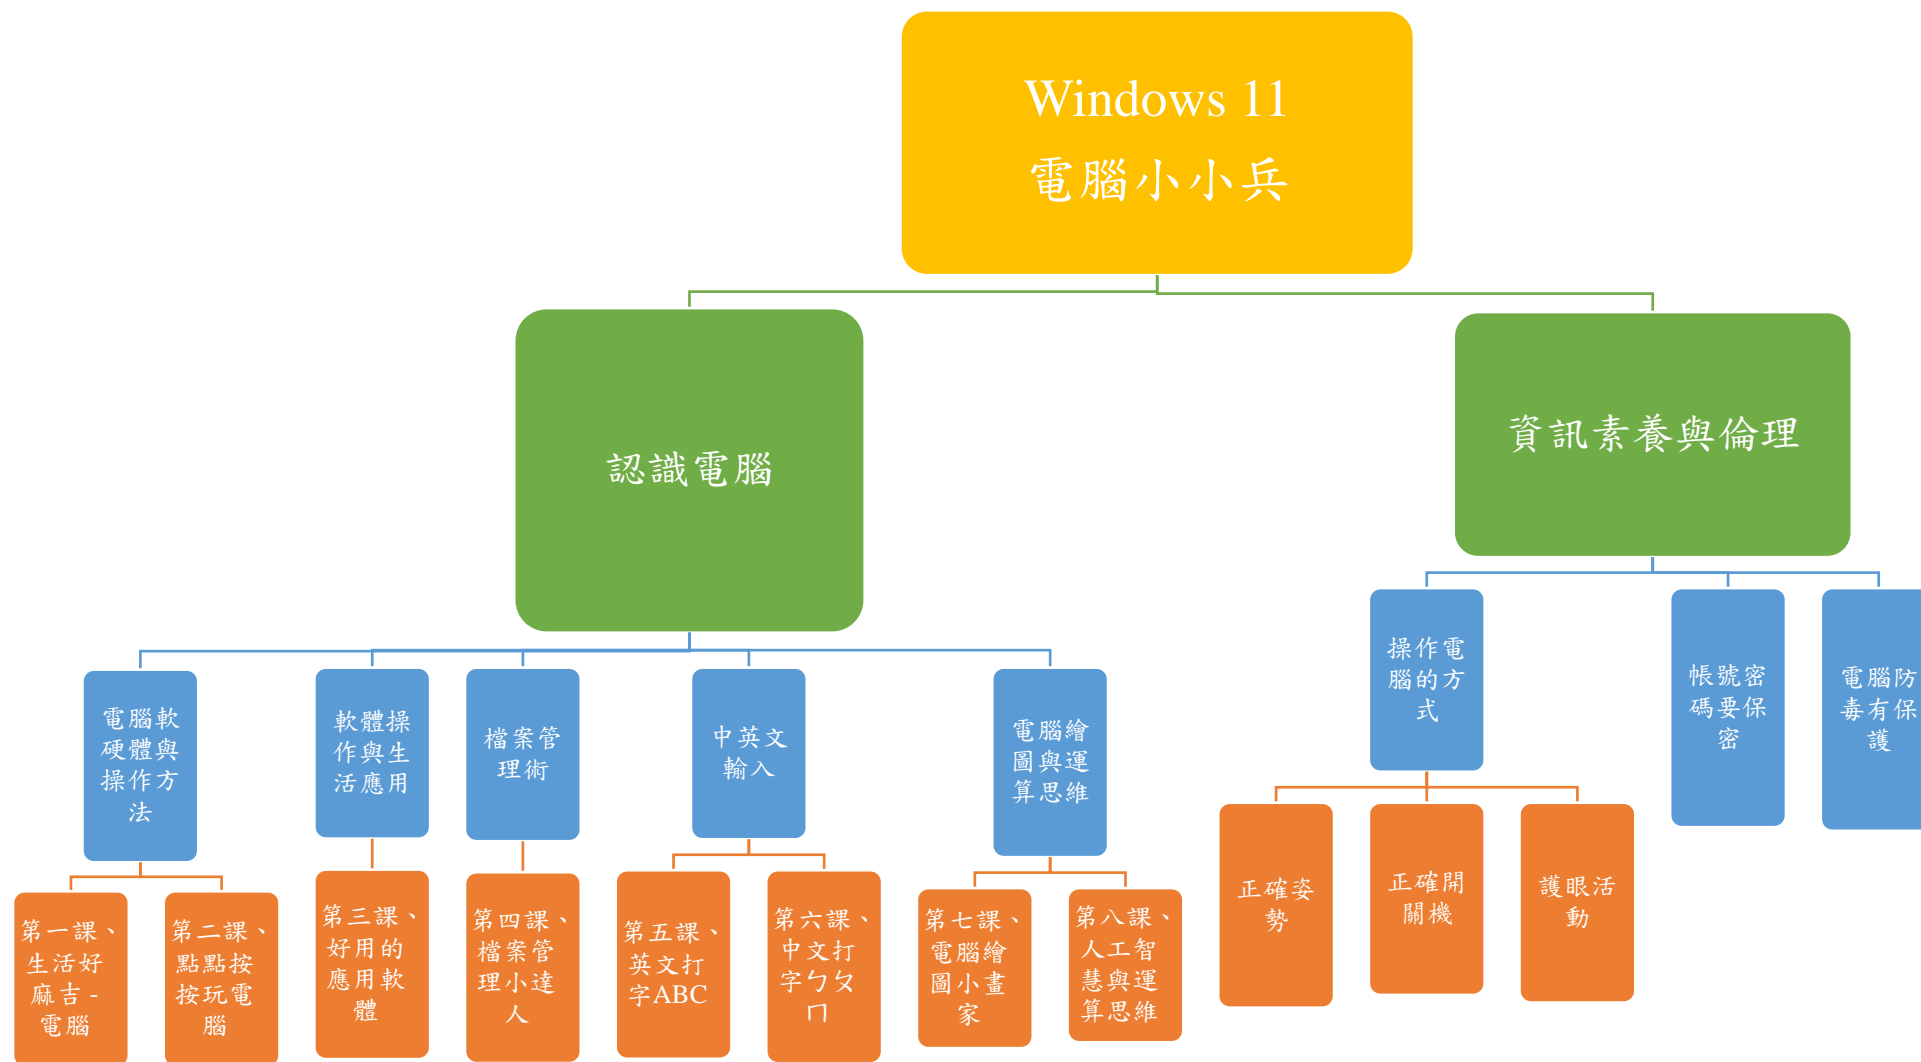 Windows 11
電腦小小兵
認識電腦
資訊素養與倫理
電腦軟
硬體與
操作方
法
軟體操
作與生
活應用
檔案管
理術
中英文
輸入
電腦繪
圖與運
算思維
操作電
腦的方
式
帳號密
碼要保
密
電腦防
毒有保
護
第一課、
生活好
麻吉-
電腦
第二課、
點點按
按玩電
腦
第三課、
好用的
應用軟
體
第四課、
檔案管
理小達
人
第五課、
英文打
字ABC
第六課、
中文打
字ㄅㄆ
ㄇ
第七課、
電腦繪
圖小畫
家
第八課、
人工智
慧與運
算思維
正確姿
勢
正確開
關機
護眼活
動